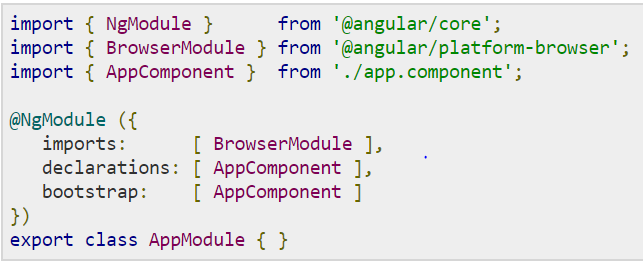 import { NgModule }      from '@angular/core';
import { BrowserModule } from '@angular/platform-browser';
import { AppComponent }  from './app.component';
@NgModule ({
   imports:      [ BrowserModule ],
   declarations: [ AppComponent ],
   bootstrap:    [ AppComponent ]
})
export class AppModule { }